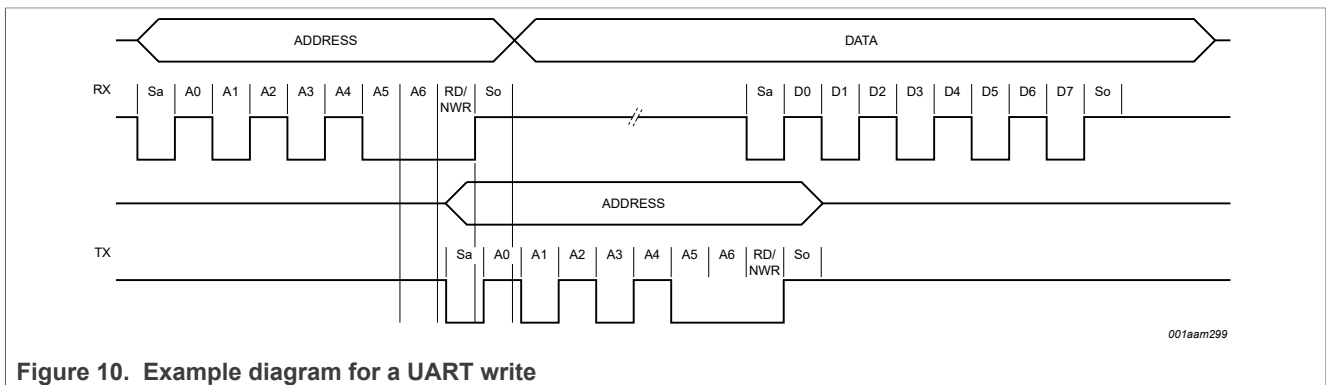 ADDRESS DATA
RX Sa A0 A1 A2 A3 A4 A5 A6 RD/ NWR So Sa D0 D1 D2 D3 D4 D5 D6 D7 So
ADDRESS
TX Sa A0 A1 A2 A3 A4 A5 A6 RD/ NWR So
001aam299
Figure 10. Example diagram for a UART write